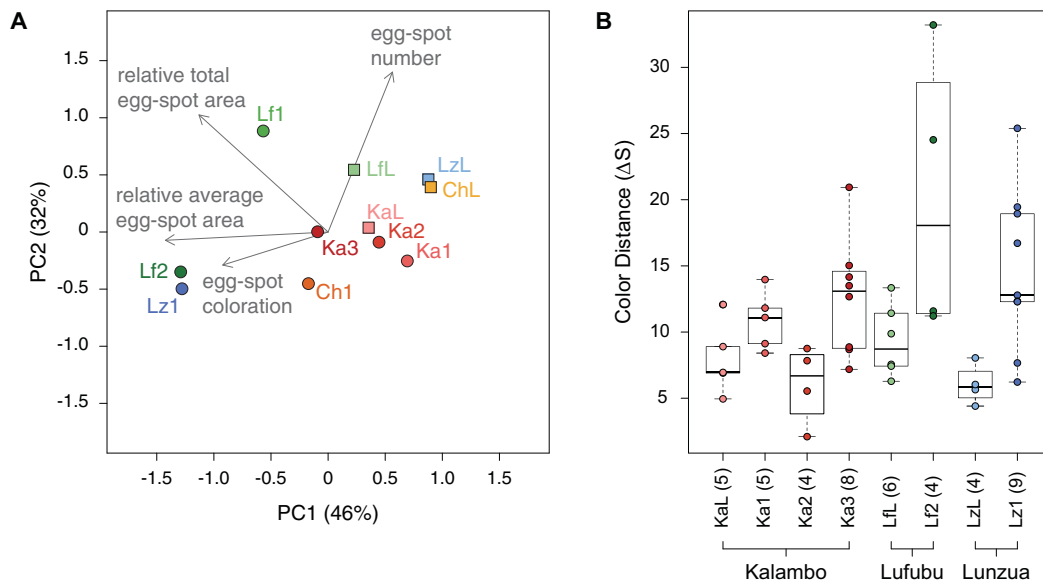 A
egg-spot
number
relative total
egg-spot area
Lf1
LfL
LzL
ChL
relative average
egg-spot area
KaL
Ka2
Ka3
Ka1
Lf2
egg-spot
coloration
Lz1
Ch1
PC2 (32%)
1.5
1.0
0.5
0
-0.5
-1.0
-1.5
-1.5
-1.0
-0.5
0.0
0.5
1.0
1.5
PC1 (46%)
B
Color Distance (ΔS)
30
25
20
15
10
5
KaL (5)
Ka1 (5)
Ka2 (4)
Ka3 (8)
LfL (6)
Lf2 (4)
LzL (4)
Lz1 (9)
Kalambo
Lufubu
Lunzua